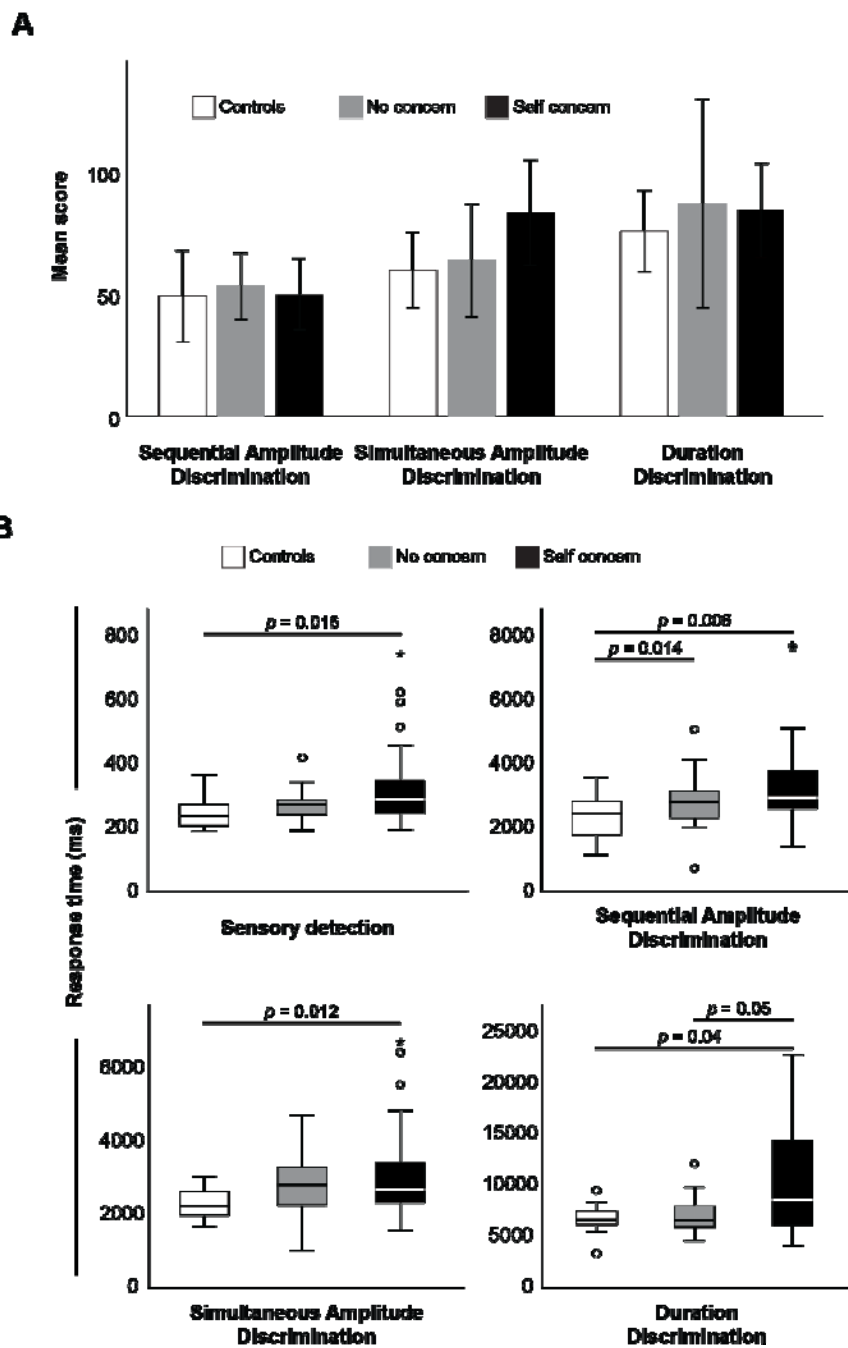 A
Controls No concern Self concern
Mean score
100
50
0
Sequential Amplitude Discrimination
Simultaneous Amplitude Discrimination
Duration Discrimination
B
Controls No concern Self concern
Response time (ms)
800
600
400
200
0
p = 0.015
*
Sensory detection
8000
6000
4000
2000
0
p = 0.006
p = 0.014
*
Sequential Amplitude
Discrimination
6000
4000
2000
0
p = 0.012
*
Simultaneous Amplitude
Discrimination
25000
20000
15000
10000
5000
0
p = 0.05
p = 0.04
Duration
Discrimination